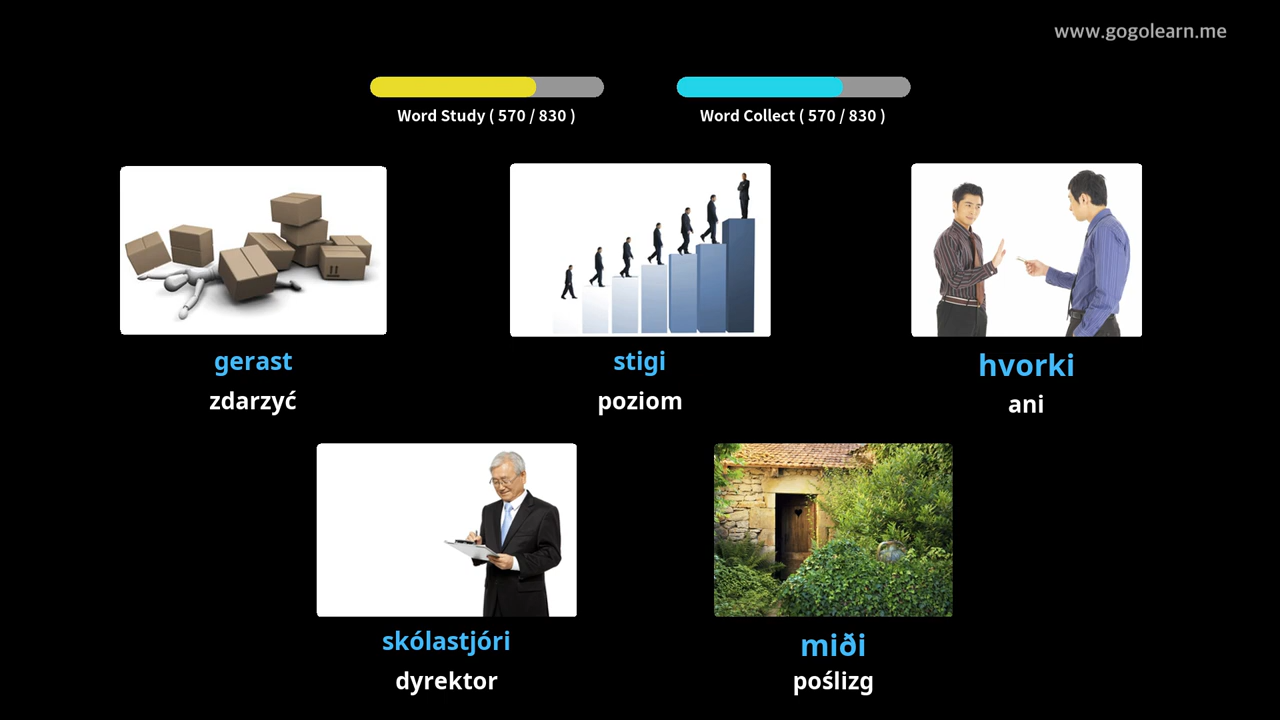 www.gogolearn.me
Word Study ( 570 / 830 )
Word Collect ( 570 / 830 )
gerast
zdarzyć
stigi
poziom
hvorki
ani
skólastjóri
dyrektor
miði
poślizg